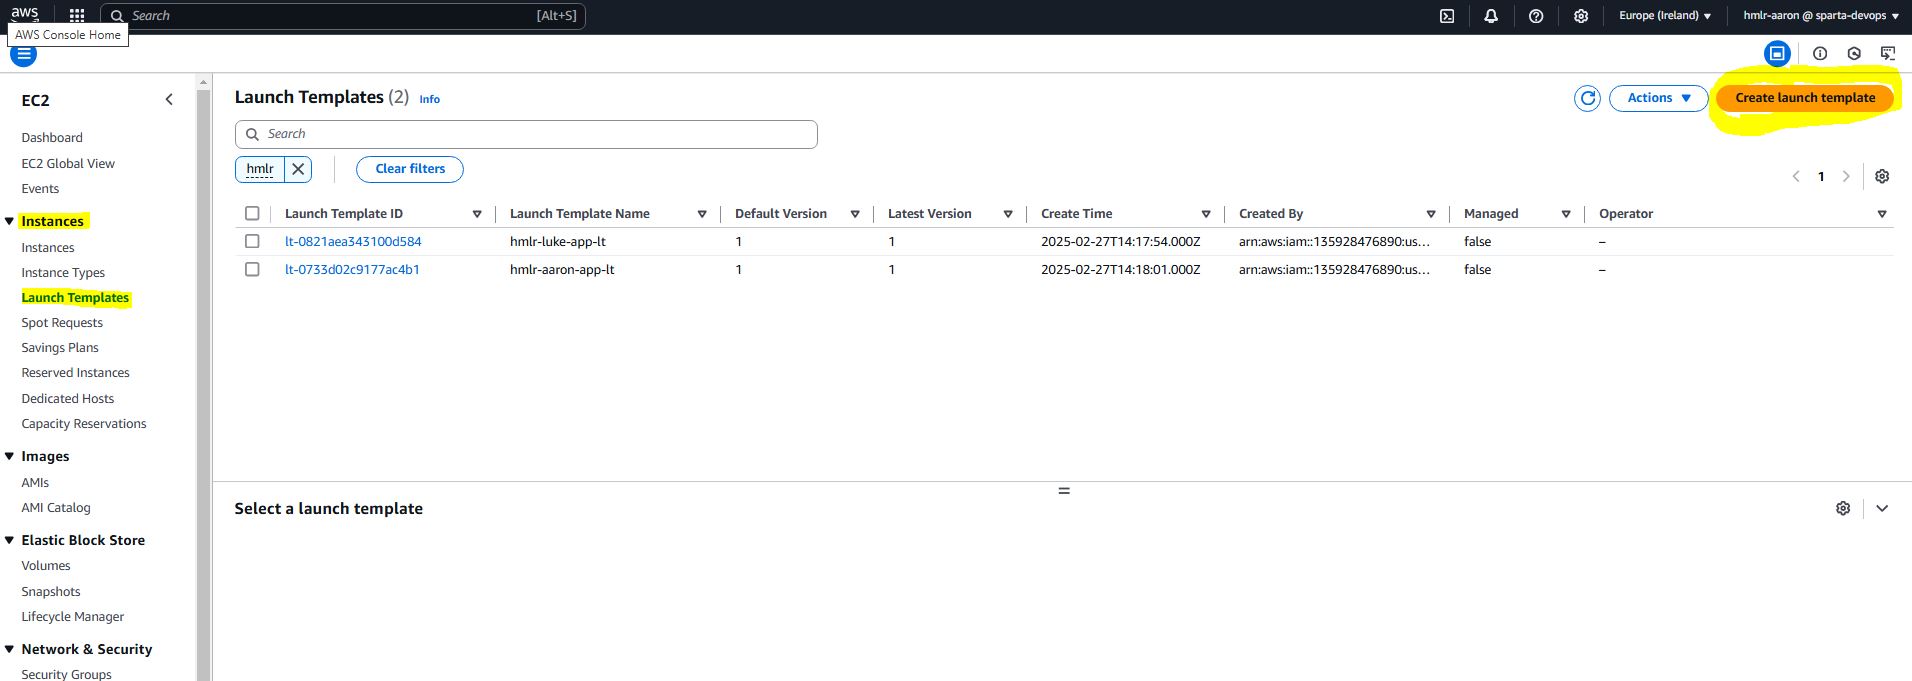 aws
Search [Alt+S]
Europe (Ireland) hmlr-aaron @ sparta-devops
AWS Console Home
EC2
Dashboard
EC2 Global View
Events
Instances
Instances
Instance Types
Launch Templates
Spot Requests
Savings Plans
Reserved Instances
Dedicated Hosts
Capacity Reservations
Images
AMIs
AMI Catalog
Elastic Block Store
Volumes
Snapshots
Lifecycle Manager
Network & Security
Security Groups
Launch Templates (2) Info
Actions Create launch template
Search
hmlr Clear filters
1
Launch Template ID Launch Template Name Default Version Latest Version Create Time Created By Managed Operator
lt-0821aea343100d584 hmlr-luke-app-lt 1 1 2025-02-27T14:17:54.000Z arn:aws:iam::135928476890:us... false –
lt-0733d02c9177ac4b1 hmlr-aaron-app-lt 1 1 2025-02-27T14:18:01.000Z arn:aws:iam::135928476890:us... false –
Select a launch template